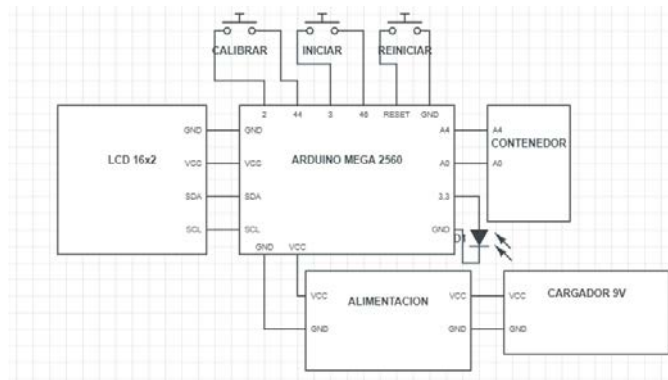 CALIBRAR
INICIAR
REINICIAR
2 44 3 46 RESET GND
LCD 16x2
GND
VCC
SDA
SCL
ARDUINO MEGA 2560
GND
VCC
SDA
SCL
GND VCC
A4
A0
3.3
GND
CONTENEDOR
A4
A0
ALIMENTACION
VCC
GND
VCC
GND
CARGADOR 9V
VCC
GND